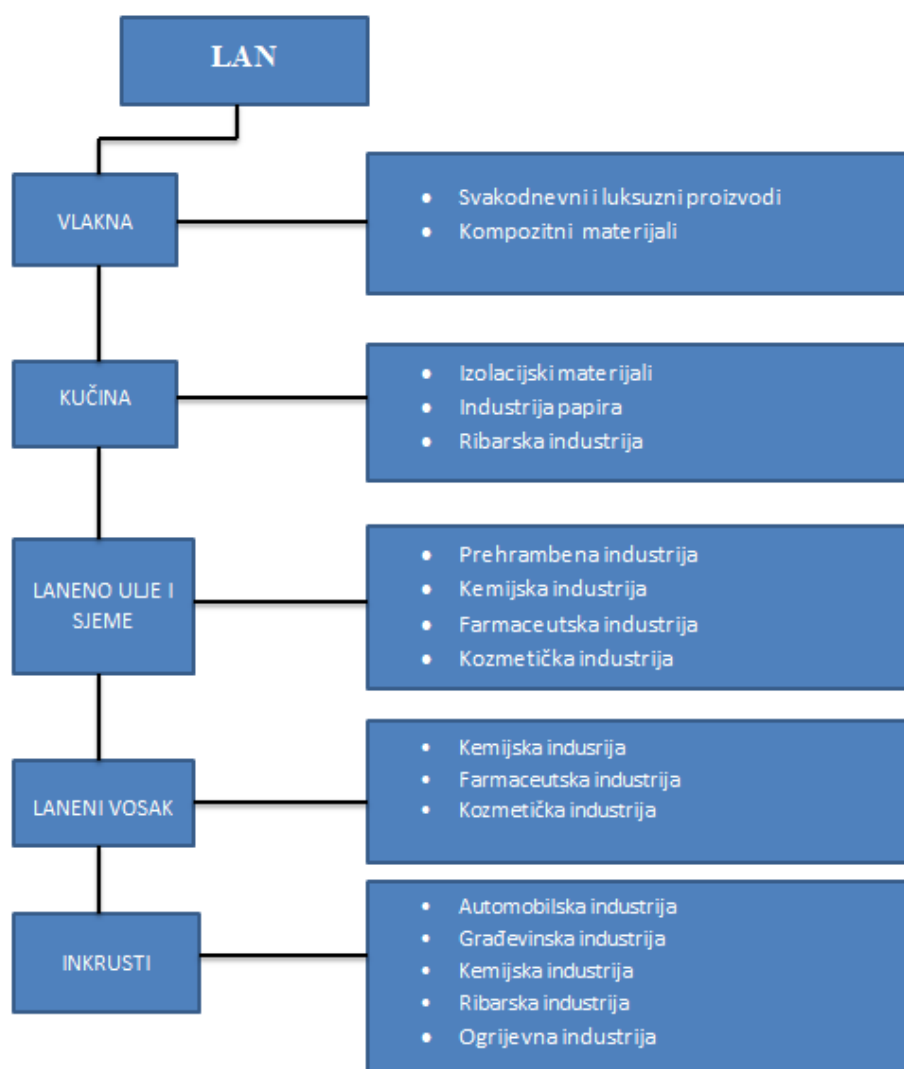 LAN
VLAKNA
• Svakodnevni i luksuzni proizvodi
• Kompozitni materijali
KUČINA
• Izolacijski materijali
• Industrija papira
• Ribarska industrija
LANENO ULJE I
SJEME
• Prehrambena industrija
• Kemijska industrija
• Farmaceutska industrija
• Kozmetička industrija
LANENI VOSAK
• Kemijska indusrija
• Farmaceutska industrija
• Kozmetička industrija
INKRUSTI
• Automobilska industrija
• Građevinska industrija
• Kemijska industrija
• Ribarska industrija
• Ogrijevna industrija